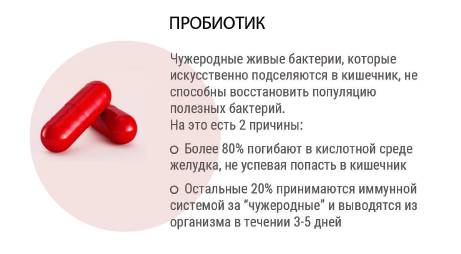 ПРОБИОТИК
Чужеродные живые бактерии, которые
искусственно подселяются в кишечник, не
способны восстановить популяцию
полезных бактерий.
На это есть 2 причины:
Более 80% погибают в кислотной среде
желудка, не успевая попасть в кишечник
Остальные 20% принимаются иммунной
системой за “чужеродные” и выводятся из
организма в течении 3-5 дней